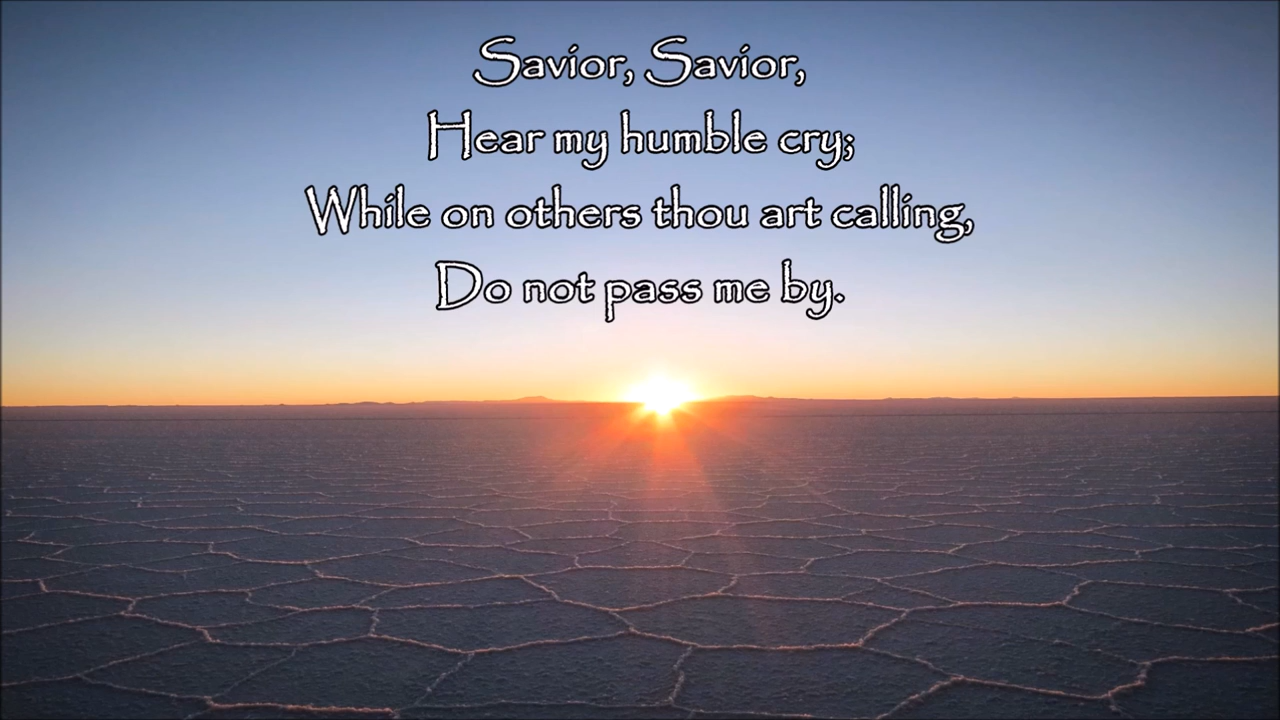 Savior, Savior,
Hear my humble cry;
While on others thou art calling,
Do not pass me by.